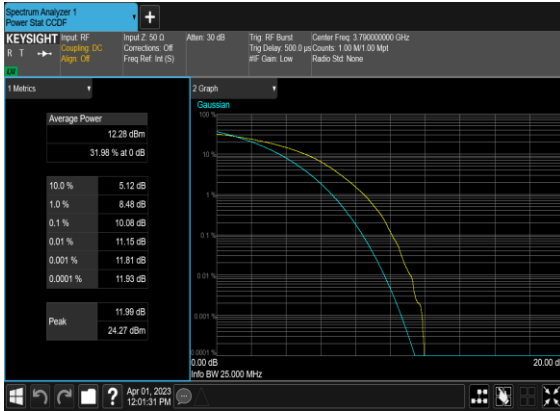 Spectrum Analyzer 1
Power Stat CCDF
+
KEYSIGHT
R T
LV
Input: RF
Coupling: DC
Align: Off
Input Z: 50 Ω
Corrections: Off
Freq Ref: Int (S)
Atten: 30 dB
Trig: RF Burst
Trig Delay: 500.0 µs
#IF Gain: Low
Center Freq: 3.790000000 GHz
Counts: 1.00 M/1.00 Mpt
Radio Std: None
1 Metrics
Average Power
12.28 dBm
31.98 % at 0 dB
10.0 % 5.12 dB
1.0 % 8.48 dB
0.1 % 10.08 dB
0.01 % 11.15 dB
0.001 % 11.81 dB
0.0001 % 11.93 dB
Peak
11.99 dB
24.27 dBm
2 Graph
Gaussian
100 %
10 %
1 %
0.1 %
0.01 %
0.001 %
0.0001 %
0.00 dB
20.00 d
Info BW 25.000 MHz
?
Apr 01, 2023
12:01:31 PM